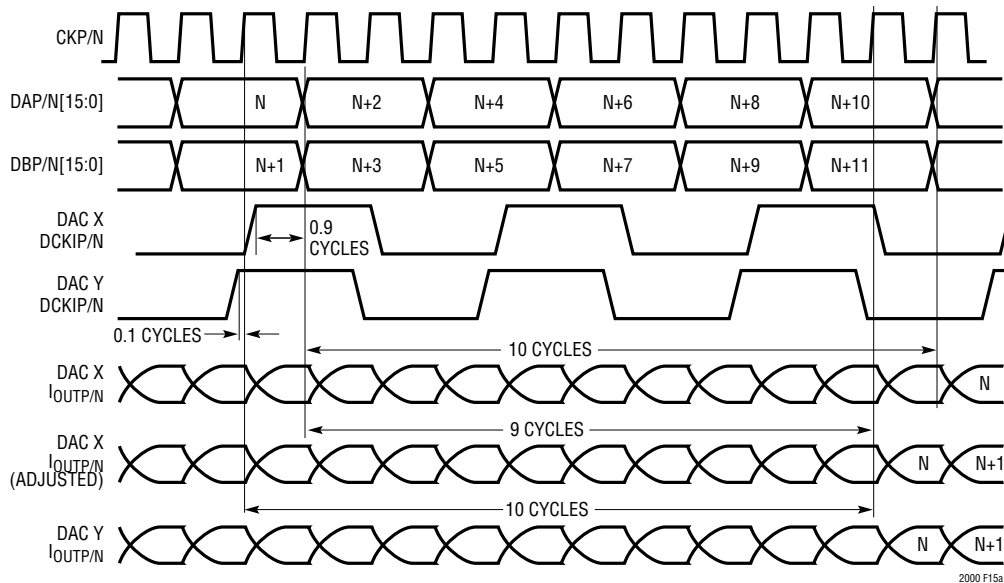 CKP/N
DAP/N[15:0]
N N+2 N+4 N+6 N+8 N+10
DBP/N[15:0]
N+1 N+3 N+5 N+7 N+9 N+11
DAC X
DCKIP/N
0.9
CYCLES
DAC Y
DCKIP/N
0.1 CYCLES
10 CYCLES
DAC X
IOUTP/N
N
9 CYCLES
DAC X
IOUTP/N
(ADJUSTED)
N N+1
10 CYCLES
DAC Y
IOUTP/N
N N+1
2000 F15a